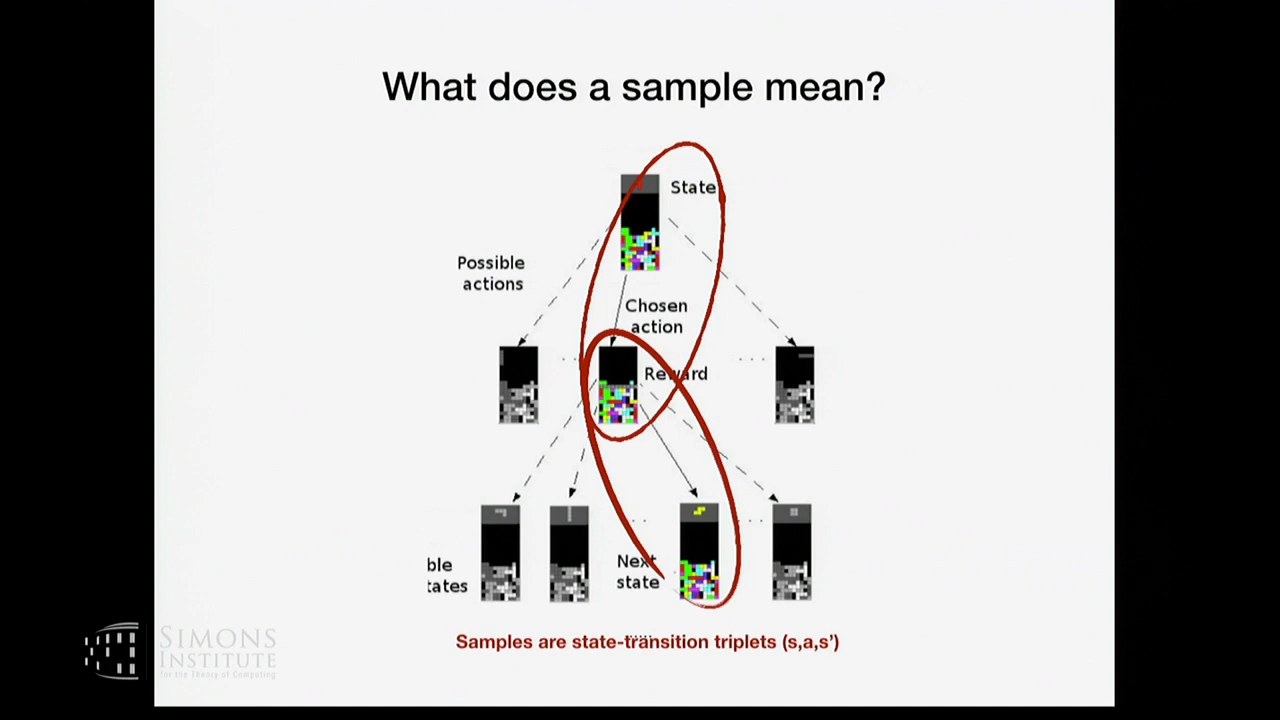 What does a sample mean?
State
Possible
actions
Chosen
action
Reward
ble
tates
Next
state
Samples are state-transition triplets (s,a,s')
SIMONS
INSTITUTE
for the Theory of Computing